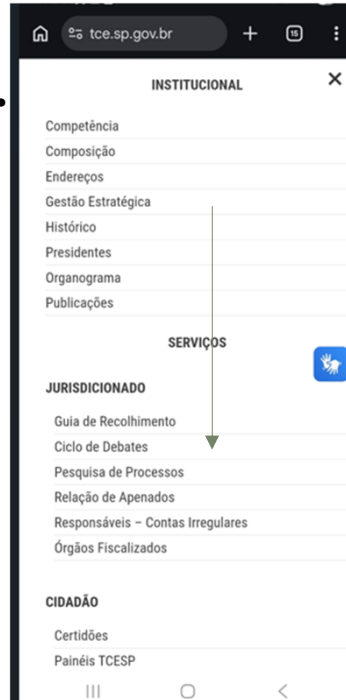 tce.sp.gov.br
15
INSTITUCIONAL
Competência
Composição
Endereços
Gestão Estratégica
Histórico
Presidentes
Organograma
Publicações
SERVIÇOS
JURISDICIONADO
Guia de Recolhimento
Ciclo de Debates
Pesquisa de Processos
Relação de Apenados
Responsáveis – Contas Irregulares
Órgãos Fiscalizados
CIDADÃO
Certidões
Painéis TCESP